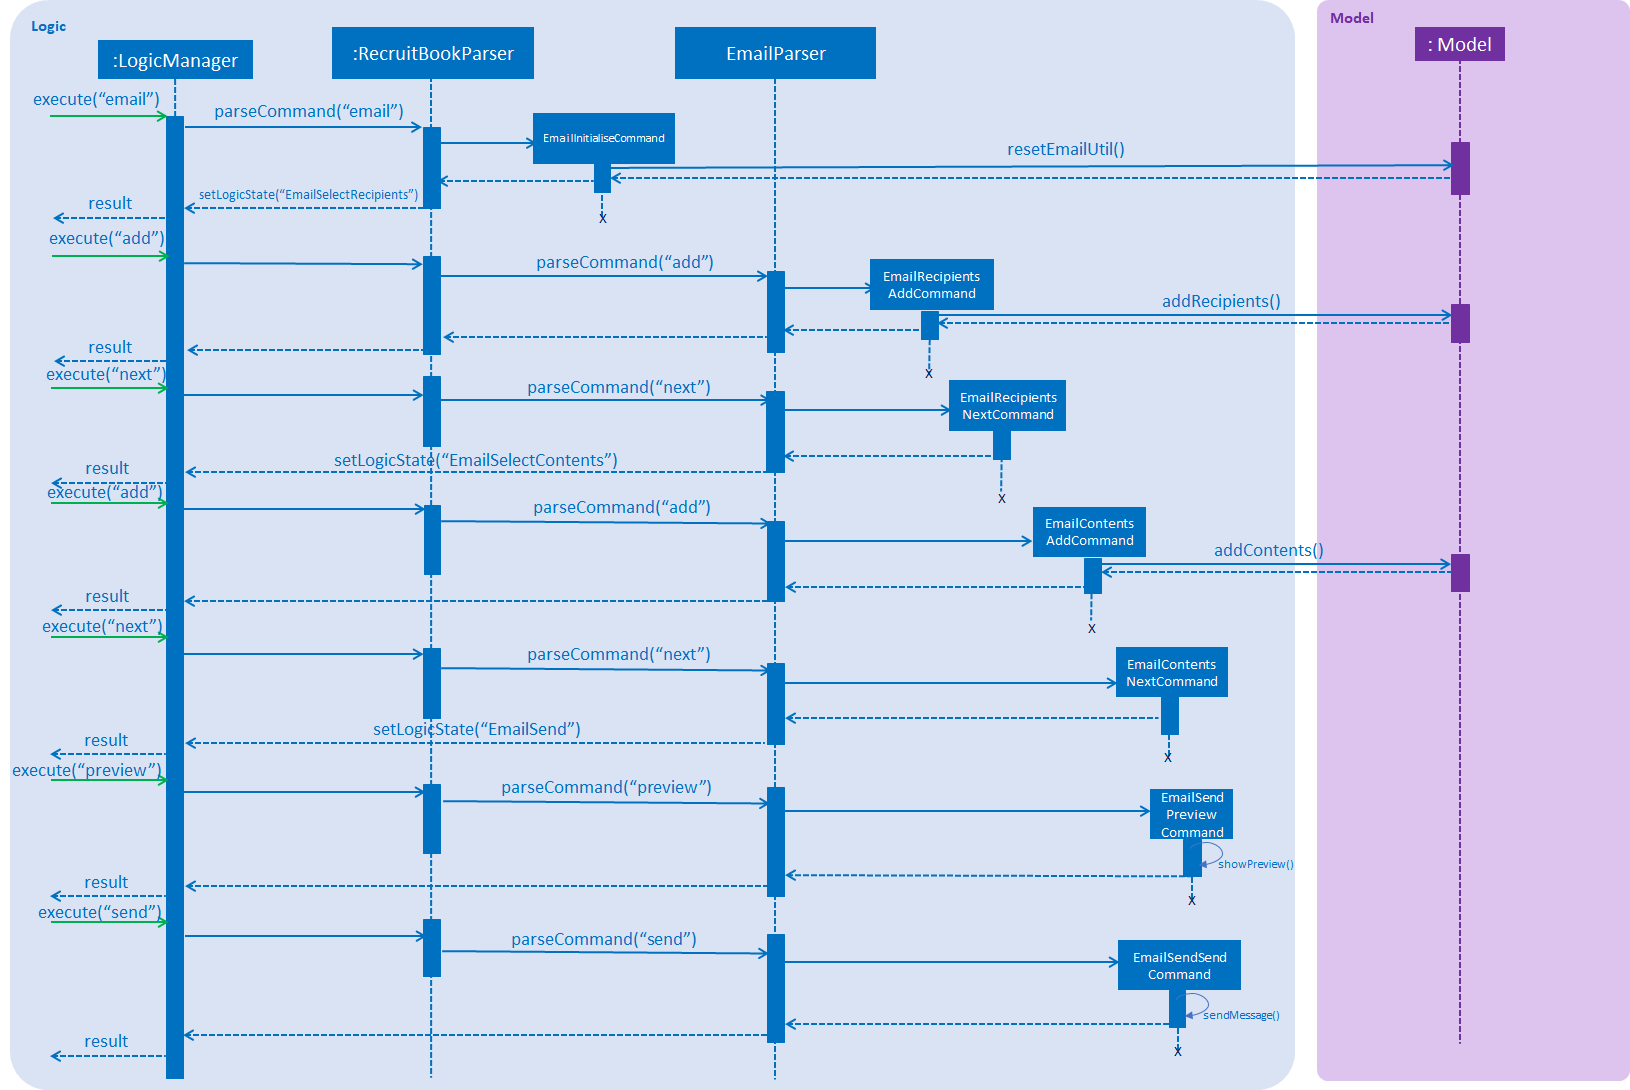 Logic
Model
:LogicManager
:RecruitBookParser
EmailParser
: Model
execute(“email”)
parseCommand(“email”)
EmailInitialiseCommand
resetEmailUtil()
setLogicState(“EmailSelectRecipients”)
result
X
execute(“add”)
parseCommand(“add”)
EmailRecipients
AddCommand
addRecipients()
result
X
execute(“next”)
parseCommand(“next”)
EmailRecipients
NextCommand
setLogicState(“EmailSelectContents”)
result
X
execute(“add”)
parseCommand(“add”)
EmailContents
AddCommand
addContents()
result
X
execute(“next”)
parseCommand(“next”)
EmailContents
NextCommand
setLogicState(“EmailSend”)
result
X
execute(“preview”)
parseCommand(“preview”)
EmailSend
Preview
Command
showPreview()
result
X
execute(“send”)
parseCommand(“send”)
EmailSendSend
Command
sendMessage()
result
X